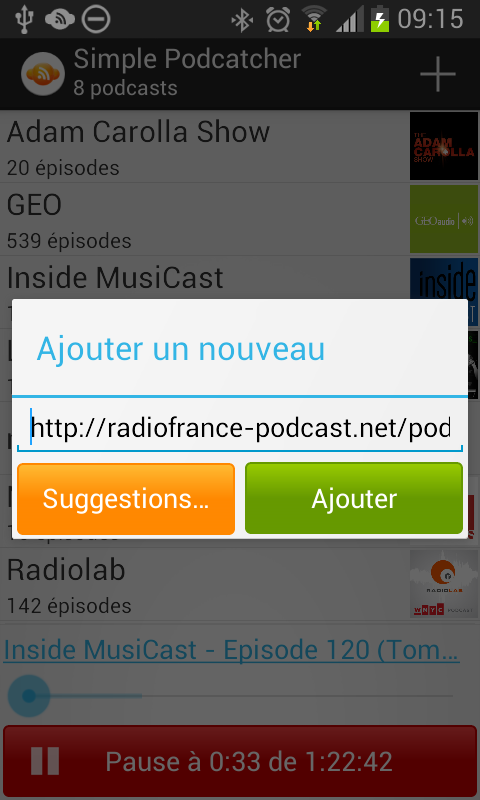 09:15
Simple Podcatcher
8 podcasts
Adam Carolla Show
20 épisodes
THE ADAM CAROLLA SHOW
GEO
539 épisodes
GEOaudio
Inside MusiCast
inside
Ajouter un nouveau
http://radiofrance-podcast.net/pod
Suggestions...
Ajouter
Radiolab
142 épisodes
RADIOLAB
WNYC PODCAST
Inside MusiCast - Episode 120 (Tom...
Pause à 0:33 de 1:22:42